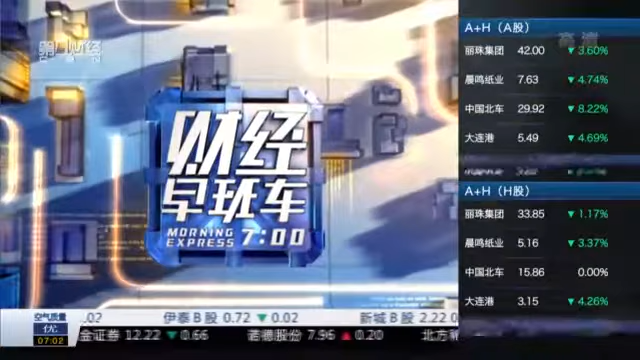 第一财经
高清
财经
早班车
MORNING
EXPRESS 7:00
A+H（A股）
丽珠集团 42.00 ▼3.60%
晨鸣纸业 7.63 ▼4.74%
中国北车 29.92 ▼8.22%
大连港 5.49 ▼4.69%
A+H（H股）
丽珠集团 33.85 ▼1.17%
晨鸣纸业 5.16 ▼3.37%
中国北车 15.86 0.00%
大连港 3.15 ▼4.26%
空气质量
优
07:02
.02 伊泰B股 0.72 ▼0.02 新城B股 2.22 0
金证券 12.22 ▼0.66 诺德股份 7.96 ▲0.20 北方